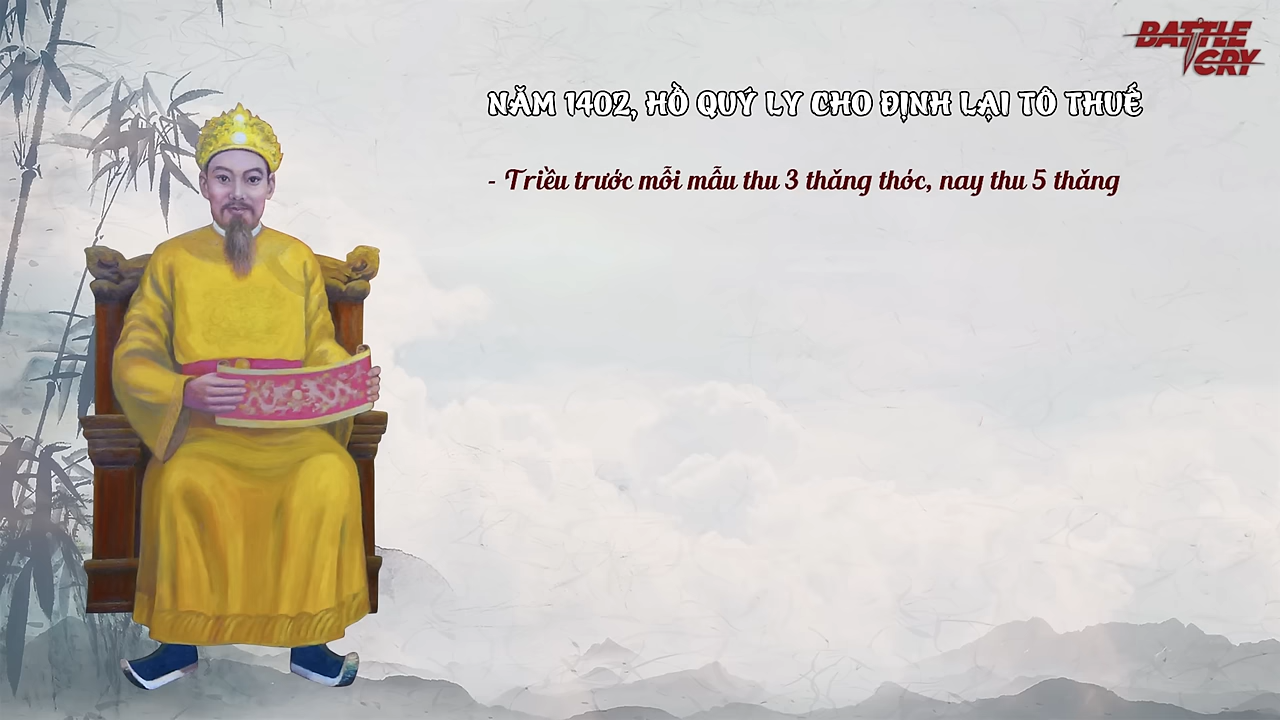 BATTLE
CRY
NĂM 1402, HỒ QUÝ LY CHO ĐỊNH LẠI TÔ THUẾ
- Triều trước mỗi mẫu thu 3 thăng thóc, nay thu 5 thăng